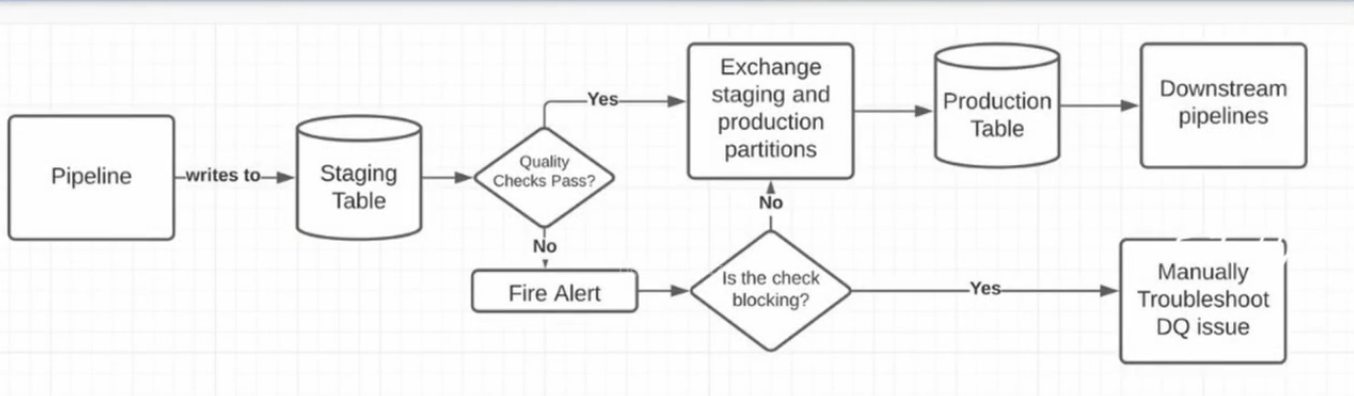 Pipeline
writes to
Staging
Table
Quality
Checks Pass?
Yes
No
Fire Alert
Is the check
blocking?
No
Yes
Exchange
staging and
production
partitions
Production
Table
Downstream
pipelines
Manually
Troubleshoot
DQ issue